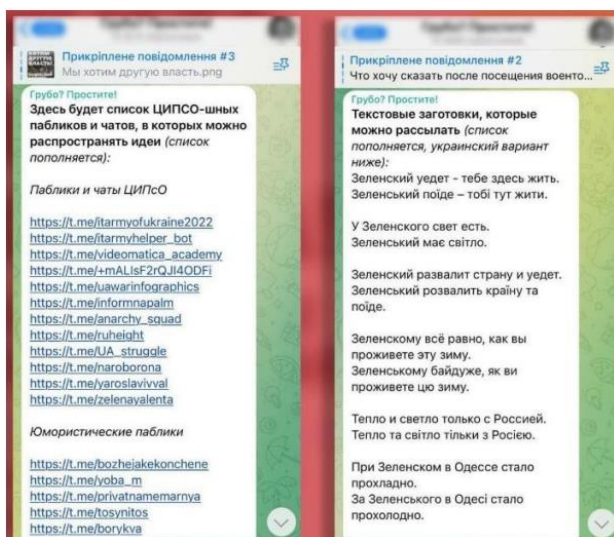 Прикріплене повідомлення #3
Мы хотим другую власть.png
Грубо? Простите!
Здесь будет список ЦИПСО-шных
пабликов и чатов, в которых можно
распространять идеи (список
пополняется):
Паблики и чаты ЦИПсО
https://t.me/itarmyofukraine2022
https://t.me/itarmyhelper_bot
https://t.me/videomatica_academy
https://t.me/+mALIsF2rQJI4ODFi
https://t.me/uawarinfographics
https://t.me/informnapalm
https://t.me/anarchy_squad
https://t.me/ruheight
https://t.me/UA_struggle
https://t.me/naroborona
https://t.me/yaroslavivval
https://t.me/zelenayalenta
Юмористические паблики
https://t.me/bozhejakekonchene
https://t.me/yoba_m
https://t.me/privatnamemarnya
https://t.me/tosynitos
https://t.me/borykva
Прикріплене повідомлення #2
Что хочу сказать после посещения военто...
Грубо? Простите!
Текстовые заготовки, которые
можно рассылать (список
пополняется, украинский вариант
ниже):
Зеленский уедет - тебе здесь жить.
Зеленський поїде – тобі тут жити.
У Зеленского свет есть.
Зеленський має світло.
Зеленский развалит страну и уедет.
Зеленський розвалить країну та
поїде.
Зеленскому всё равно, как вы
проживете эту зиму.
Зеленському байдуже, як ви
проживете цю зиму.
Тепло и светло только с Россией.
Тепло та світло тільки з Росією.
При Зеленском в Одессе стало
прохладно.
За Зеленського в Одесі стало
прохолодно.